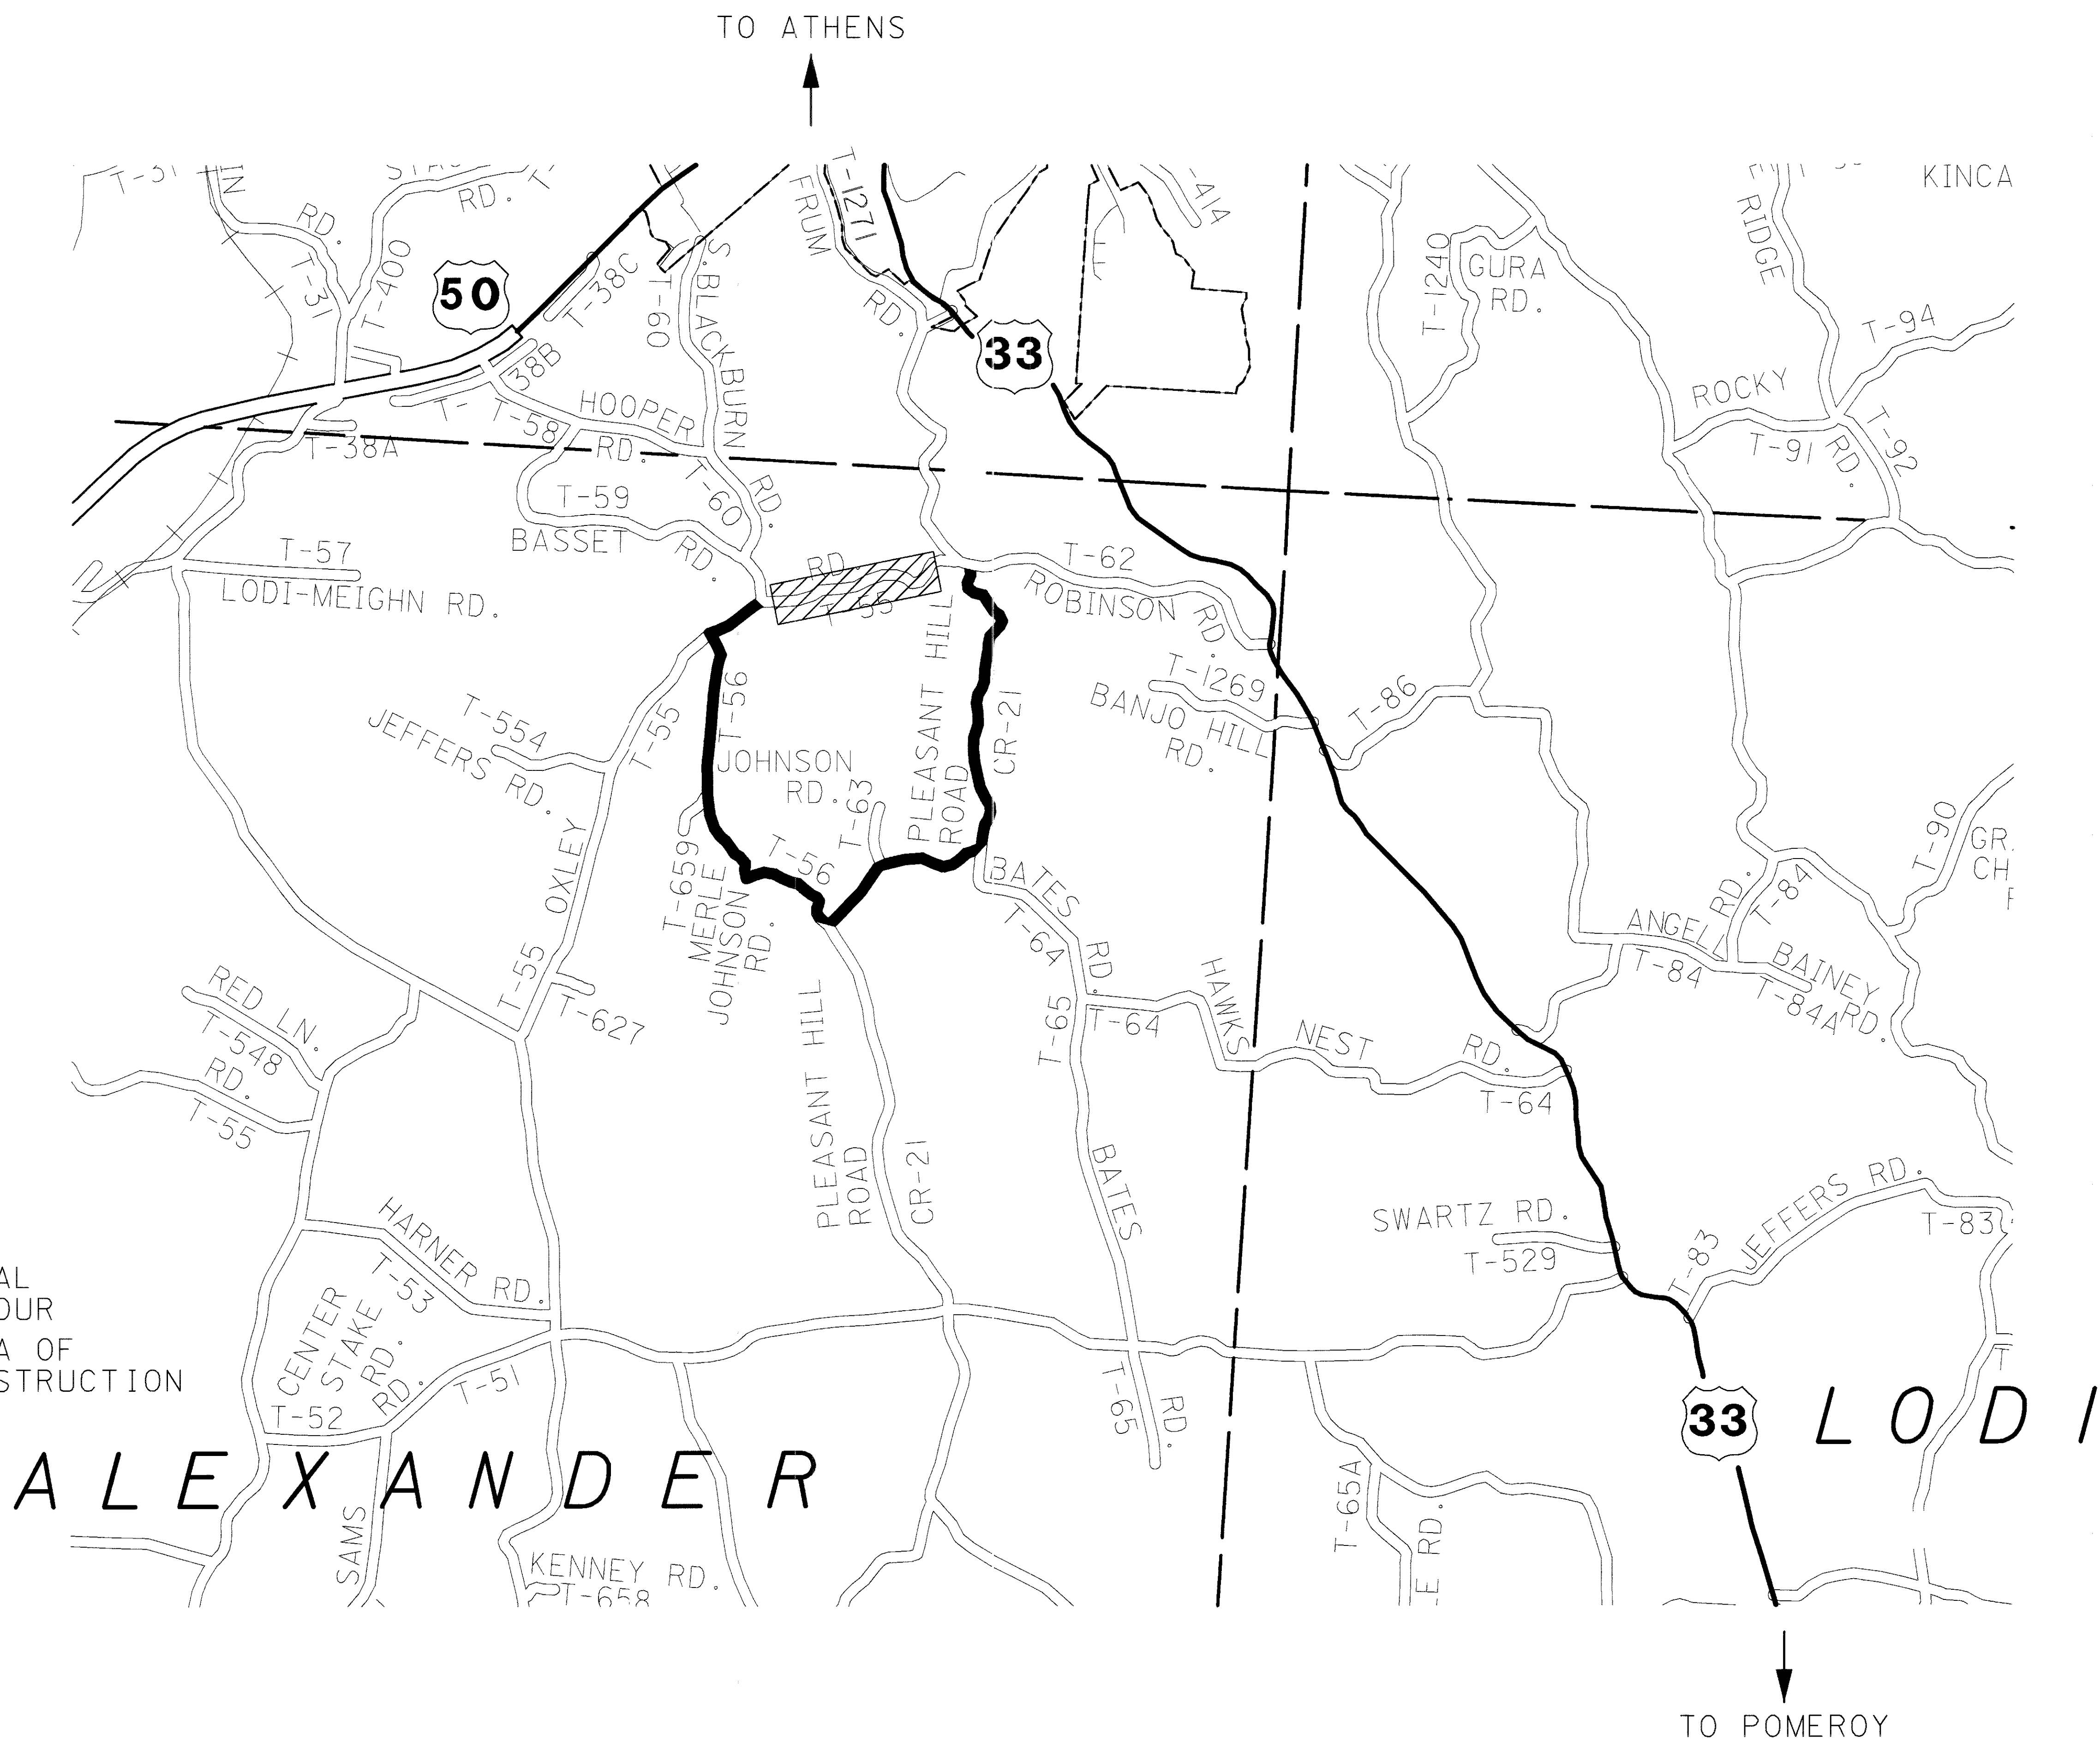 TO ATHENS
T-31
RD.
T-1271
FRUM
T-414
KINCA
RIDGE
RD.
T-31
T-400
50
T-38C
T-60
S. BLACKBURN
RD.
33
T-1240
GURA
RD.
T-94
38B
T-
T-58
HOOPER
RD.
T-38A
ROCKY
T-91
RD.
T-92
T-60
RD.
T-59
BASSET
RD.
T-57
LODI-MEIGHN RD.
RD.
T-55
T-62
ROBINSON
RD.
T-56
PLEASANT HILL
ROAD
CR-21
T-1269
BANJO HILL
RD.
T-86
T-554
JEFFERS RD.
T-55
JOHNSON
RD.
T-63
T-90
GR.
CH
OXLEY
T-659
MERLE
JOHNSON
RD.
T-56
BATES
T-64
RD.
T-84
RD.
ANGELL
T-84
BAINEY
RD.
T-84A
T-55
T-627
RED LN.
T-548
RD.
T-55
PLEASANT HILL
ROAD
CR-21
T-65
T-64
HAWKS
NEST
RD.
T-64
BATES
HARNER RD.
T-53
SWARTZ RD.
T-529
T-83
JEFFERS RD.
T-83
AL
OUR
A OF
STRUCTION
CENTER
STAKE
RD.
RD.
T-51
T-52
T-65
RD.
T
33
LODI
ALEXANDER
SAMS
KENNEY RD.
T-658
T-65A
E RD.
TO POMEROY